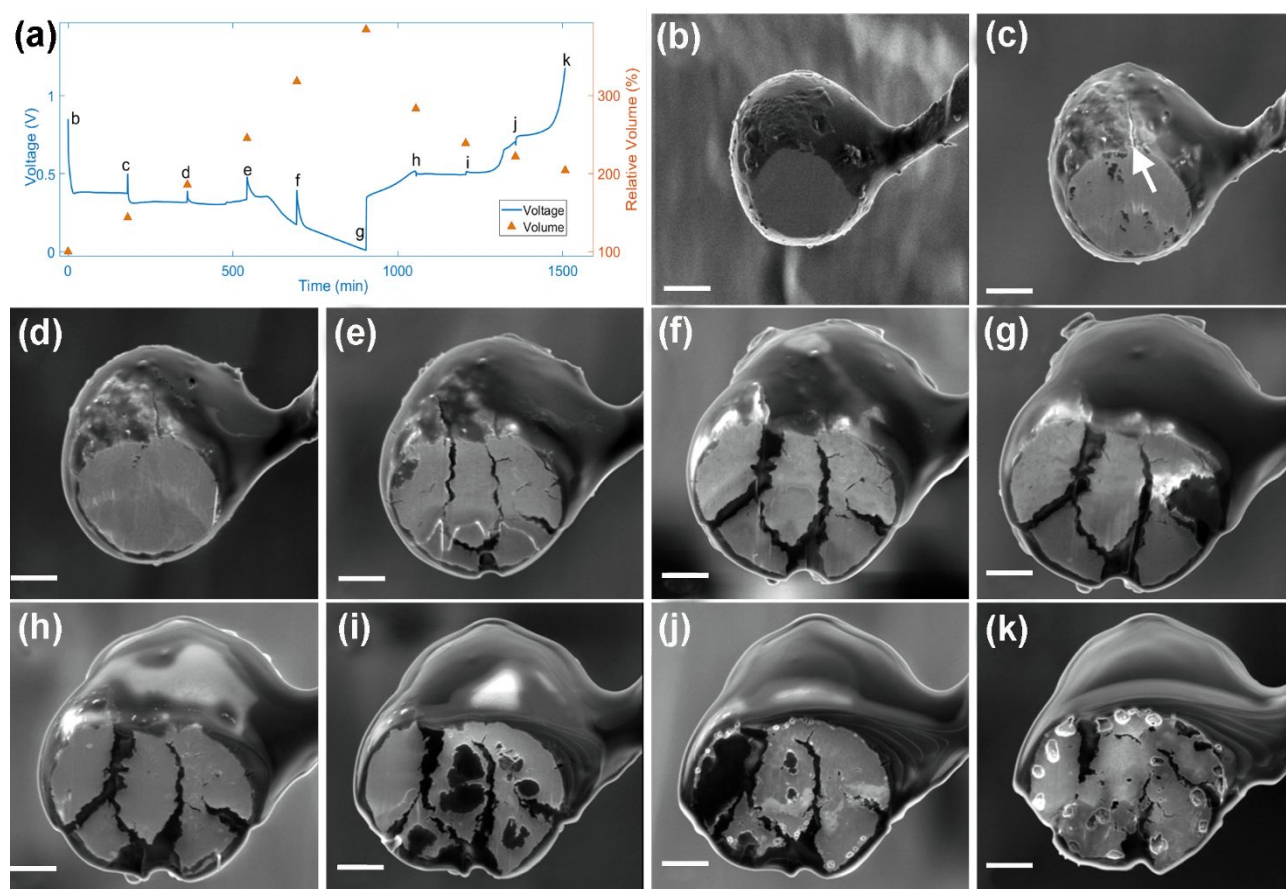 (a)
Voltage (V)
1
0.5
0
b
c
d
e
f
g
h
i
j
k
Voltage
Volume
300
200
100
Relative Volume (%)
0
500
1000
1500
Time (min)
(b)
(c)
(d)
(e)
(f)
(g)
(h)
(i)
(j)
(k)